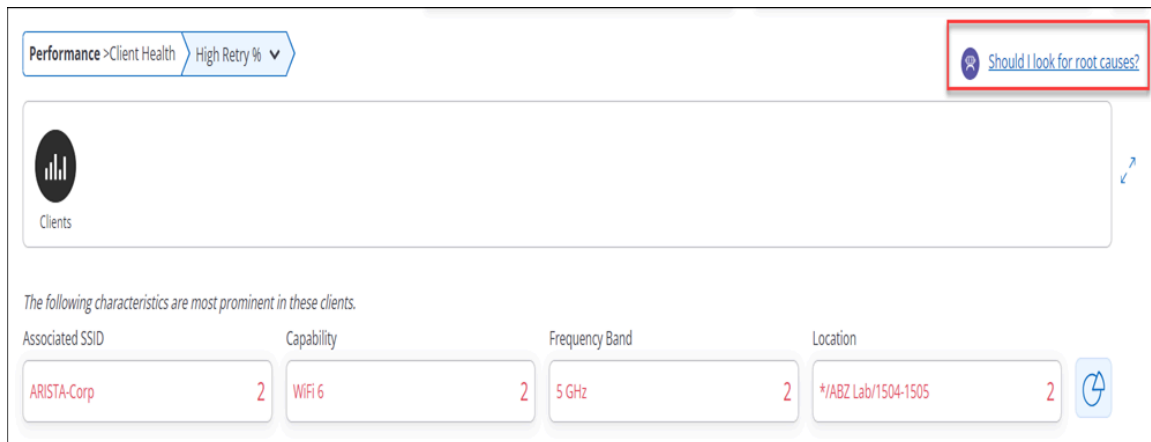 Performance >Client Health High Retry %
Should I look for root causes?
Clients
The following characteristics are most prominent in these clients.
Associated SSID Capability Frequency Band Location
ARISTA-Corp 2 WiFi 6 2 5 GHz 2 */ABZ Lab/1504-1505 2